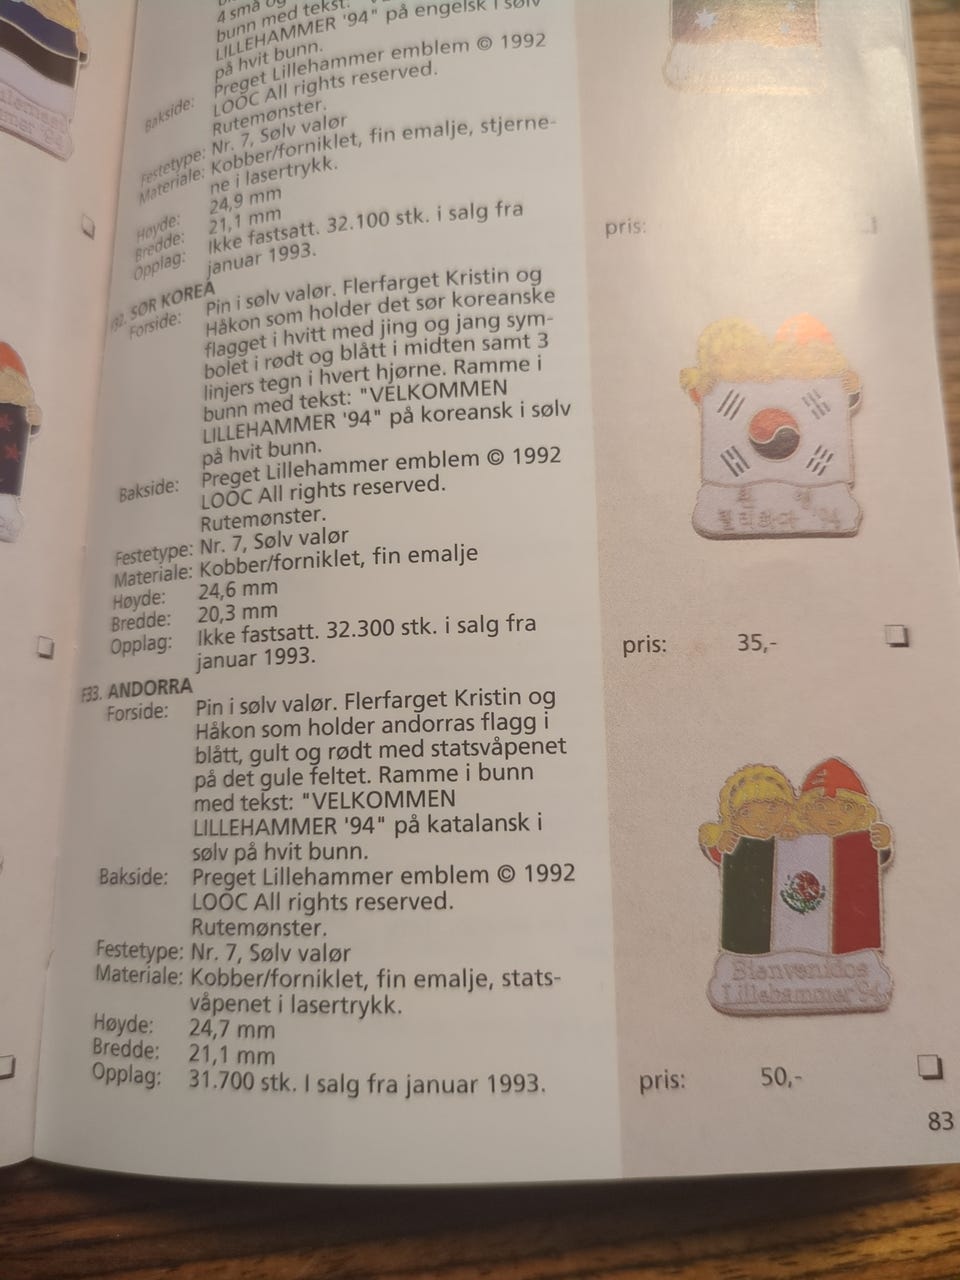 4 små og
bunn med tekst:
LILLEHAMMER '94" på engelsk i sølv
på hvit bunn.
Bakside: Preget Lillehammer emblem © 1992
LOOC All rights reserved.
Rutemønster.
Festetype: Nr. 7, Sølv valør
Materiale: Kobber/forniklet, fin emalje, stjerne-
ne i lasertrykk.
Høyde: 24,9 mm
Bredde: 21,1 mm
Opplag: Ikke fastsatt. 32.100 stk. i salg fra
januar 1993.
pris:
F32. SØR KOREA
Forside: Pin i sølv valør. Flerfarget Kristin og
Håkon som holder det sør koreanske
flagget i hvitt med jing og jang sym-
bolet i rødt og blått i midten samt 3
linjers tegn i hvert hjørne. Ramme i
bunn med tekst: "VELKOMMEN
LILLEHAMMER '94" på koreansk i sølv
på hvit bunn.
Bakside: Preget Lillehammer emblem © 1992
LOOC All rights reserved.
Rutemønster.
Festetype: Nr. 7, Sølv valør
Materiale: Kobber/forniklet, fin emalje
Høyde: 24,6 mm
Bredde: 20,3 mm
Opplag: Ikke fastsatt. 32.300 stk. i salg fra
januar 1993.
'94
pris: 35,-
F33. ANDORRA
Forside: Pin i sølv valør. Flerfarget Kristin og
Håkon som holder andorras flagg i
blått, gult og rødt med statsvåpenet
på det gule feltet. Ramme i bunn
med tekst: "VELKOMMEN
LILLEHAMMER '94" på katalansk i
sølv på hvit bunn.
Bakside: Preget Lillehammer emblem © 1992
LOOC All rights reserved.
Rutemønster.
Festetype: Nr. 7, Sølv valør
Materiale: Kobber/forniklet, fin emalje, stats-
våpenet i lasertrykk.
Høyde: 24,7 mm
Bredde: 21,1 mm
Opplag: 31.700 stk. I salg fra januar 1993.
Bienvenidos
Lillehammer '94
pris: 50,-
83